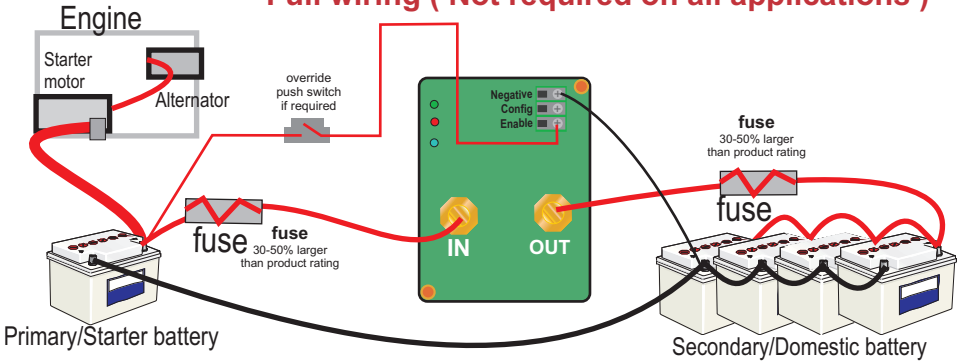 Full wiring ( Not required on all applications )
Engine
Starter
motor
Alternator
override
push switch
if required
Negative
Config
Enable
fuse
30-50% larger
than product rating
fuse
fuse
fuse
30-50% larger
than product rating
IN
OUT
Primary/Starter battery
Secondary/Domestic battery